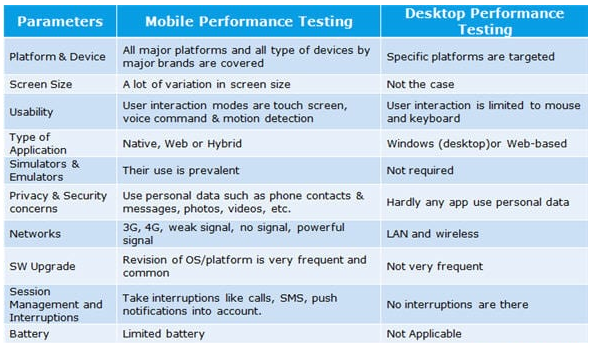 Parameters Mobile Performance Testing Desktop Performance
Testing
Platform & Device All major platforms and all type of devices by
major brands are covered Specific platforms are targeted
Screen Size A lot of variation in screen size Not the case
Usability User interaction modes are touch screen,
voice command & motion detection User interaction is limited to mouse
and keyboard
Type of
Application Native, Web or Hybrid Windows (desktop)or Web-based
Simulators &
Emulators Their use is prevalent Not required
Privacy & Security
concerns Use personal data such as phone contacts &
messages, photos, videos, etc. Hardly any app use personal data
Networks 3G, 4G, weak signal, no signal, powerful
signal LAN and wireless
SW Upgrade Revision of OS/platform is very frequent and
common Not very frequent
Session
Management and
Interruptions Take interruptions like calls, SMS, push
notifications into account. No interruptions are there
Battery Limited battery Not Applicable